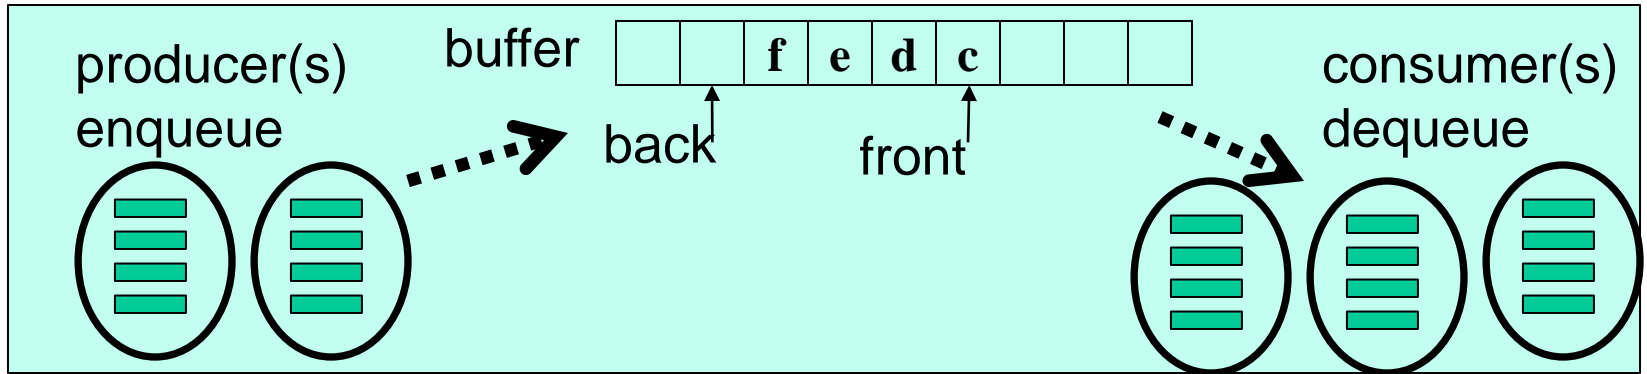 producer(s)
enqueue
buffer
f e d c
back
front
consumer(s)
dequeue